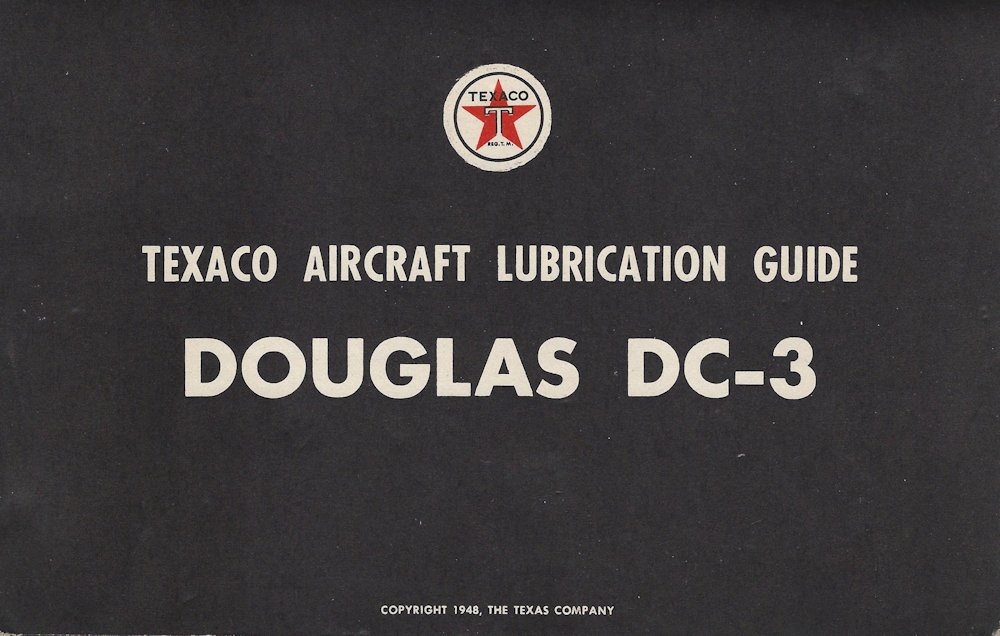 TEXACO
T
REG. T. M.
TEXACO AIRCRAFT LUBRICATION GUIDE
DOUGLAS DC-3
COPYRIGHT 1948, THE TEXAS COMPANY